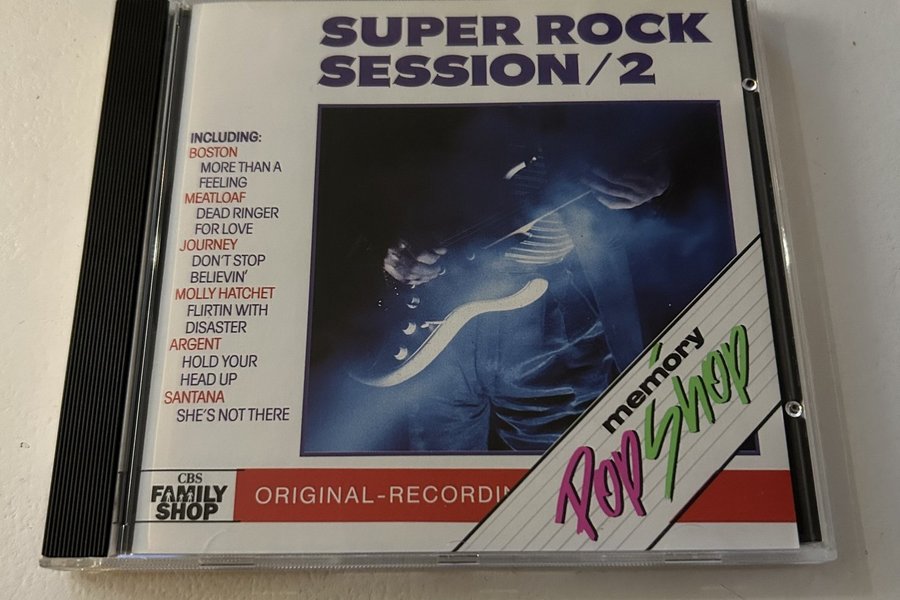 SUPER ROCK
SESSION/2
INCLUDING:
BOSTON
MORE THAN A
FEELING
MEATLOAF
DEAD RINGER
FOR LOVE
JOURNEY
DON'T STOP
BELIEVIN'
MOLLY HATCHET
FLIRTIN WITH
DISASTER
ARGENT
HOLD YOUR
HEAD UP
SANTANA
SHE'S NOT THERE
memory
Pop Shop
CBS
FAMILY
SHOP
ORIGINAL-RECORDIN